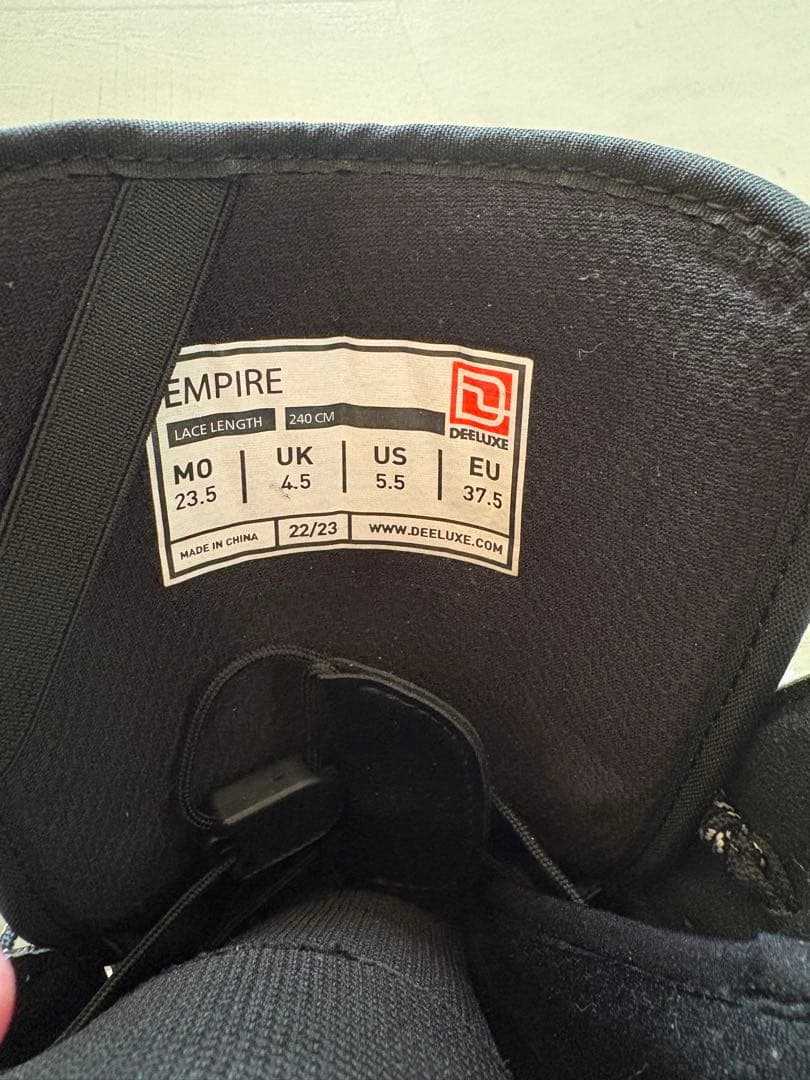 EMPIRE
LACE LENGTH 240 CM
DEELUXE
MO UK US EU
23.5 4.5 5.5 37.5
MADE IN CHINA 22/23 WWW.DEELUXE.COM